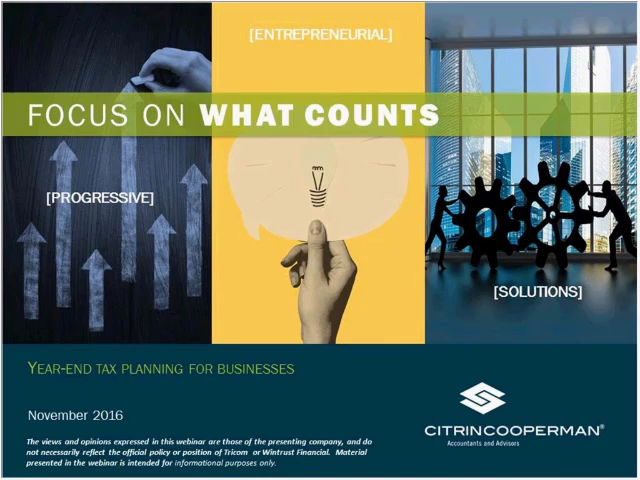 [ENTREPRENEURIAL]
FOCUS ON WHAT COUNTS
[PROGRESSIVE]
[SOLUTIONS]
YEAR-END TAX PLANNING FOR BUSINESSES
November 2016
CITRINCOOPERMAN®
Accountants and Advisors
The views and opinions expressed in this webinar are those of the presenting company, and do
not necessarily reflect the official policy or position of Tricom or Wintrust Financial. Material
presented in the webinar is intended for informational purposes only.